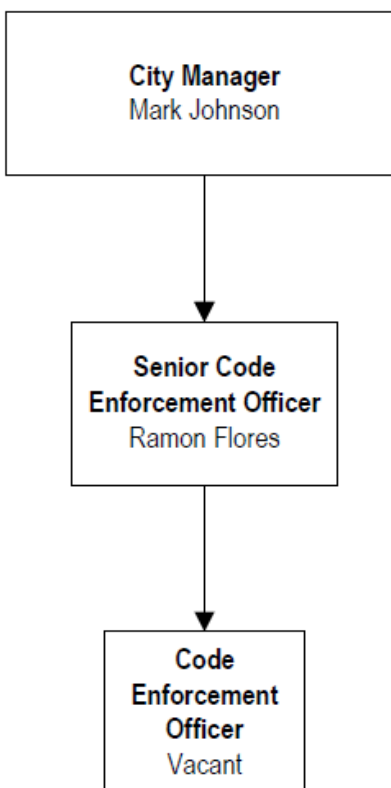 City Manager
Mark Johnson
Senior Code
Enforcement Officer
Ramon Flores
Code
Enforcement
Officer
Vacant